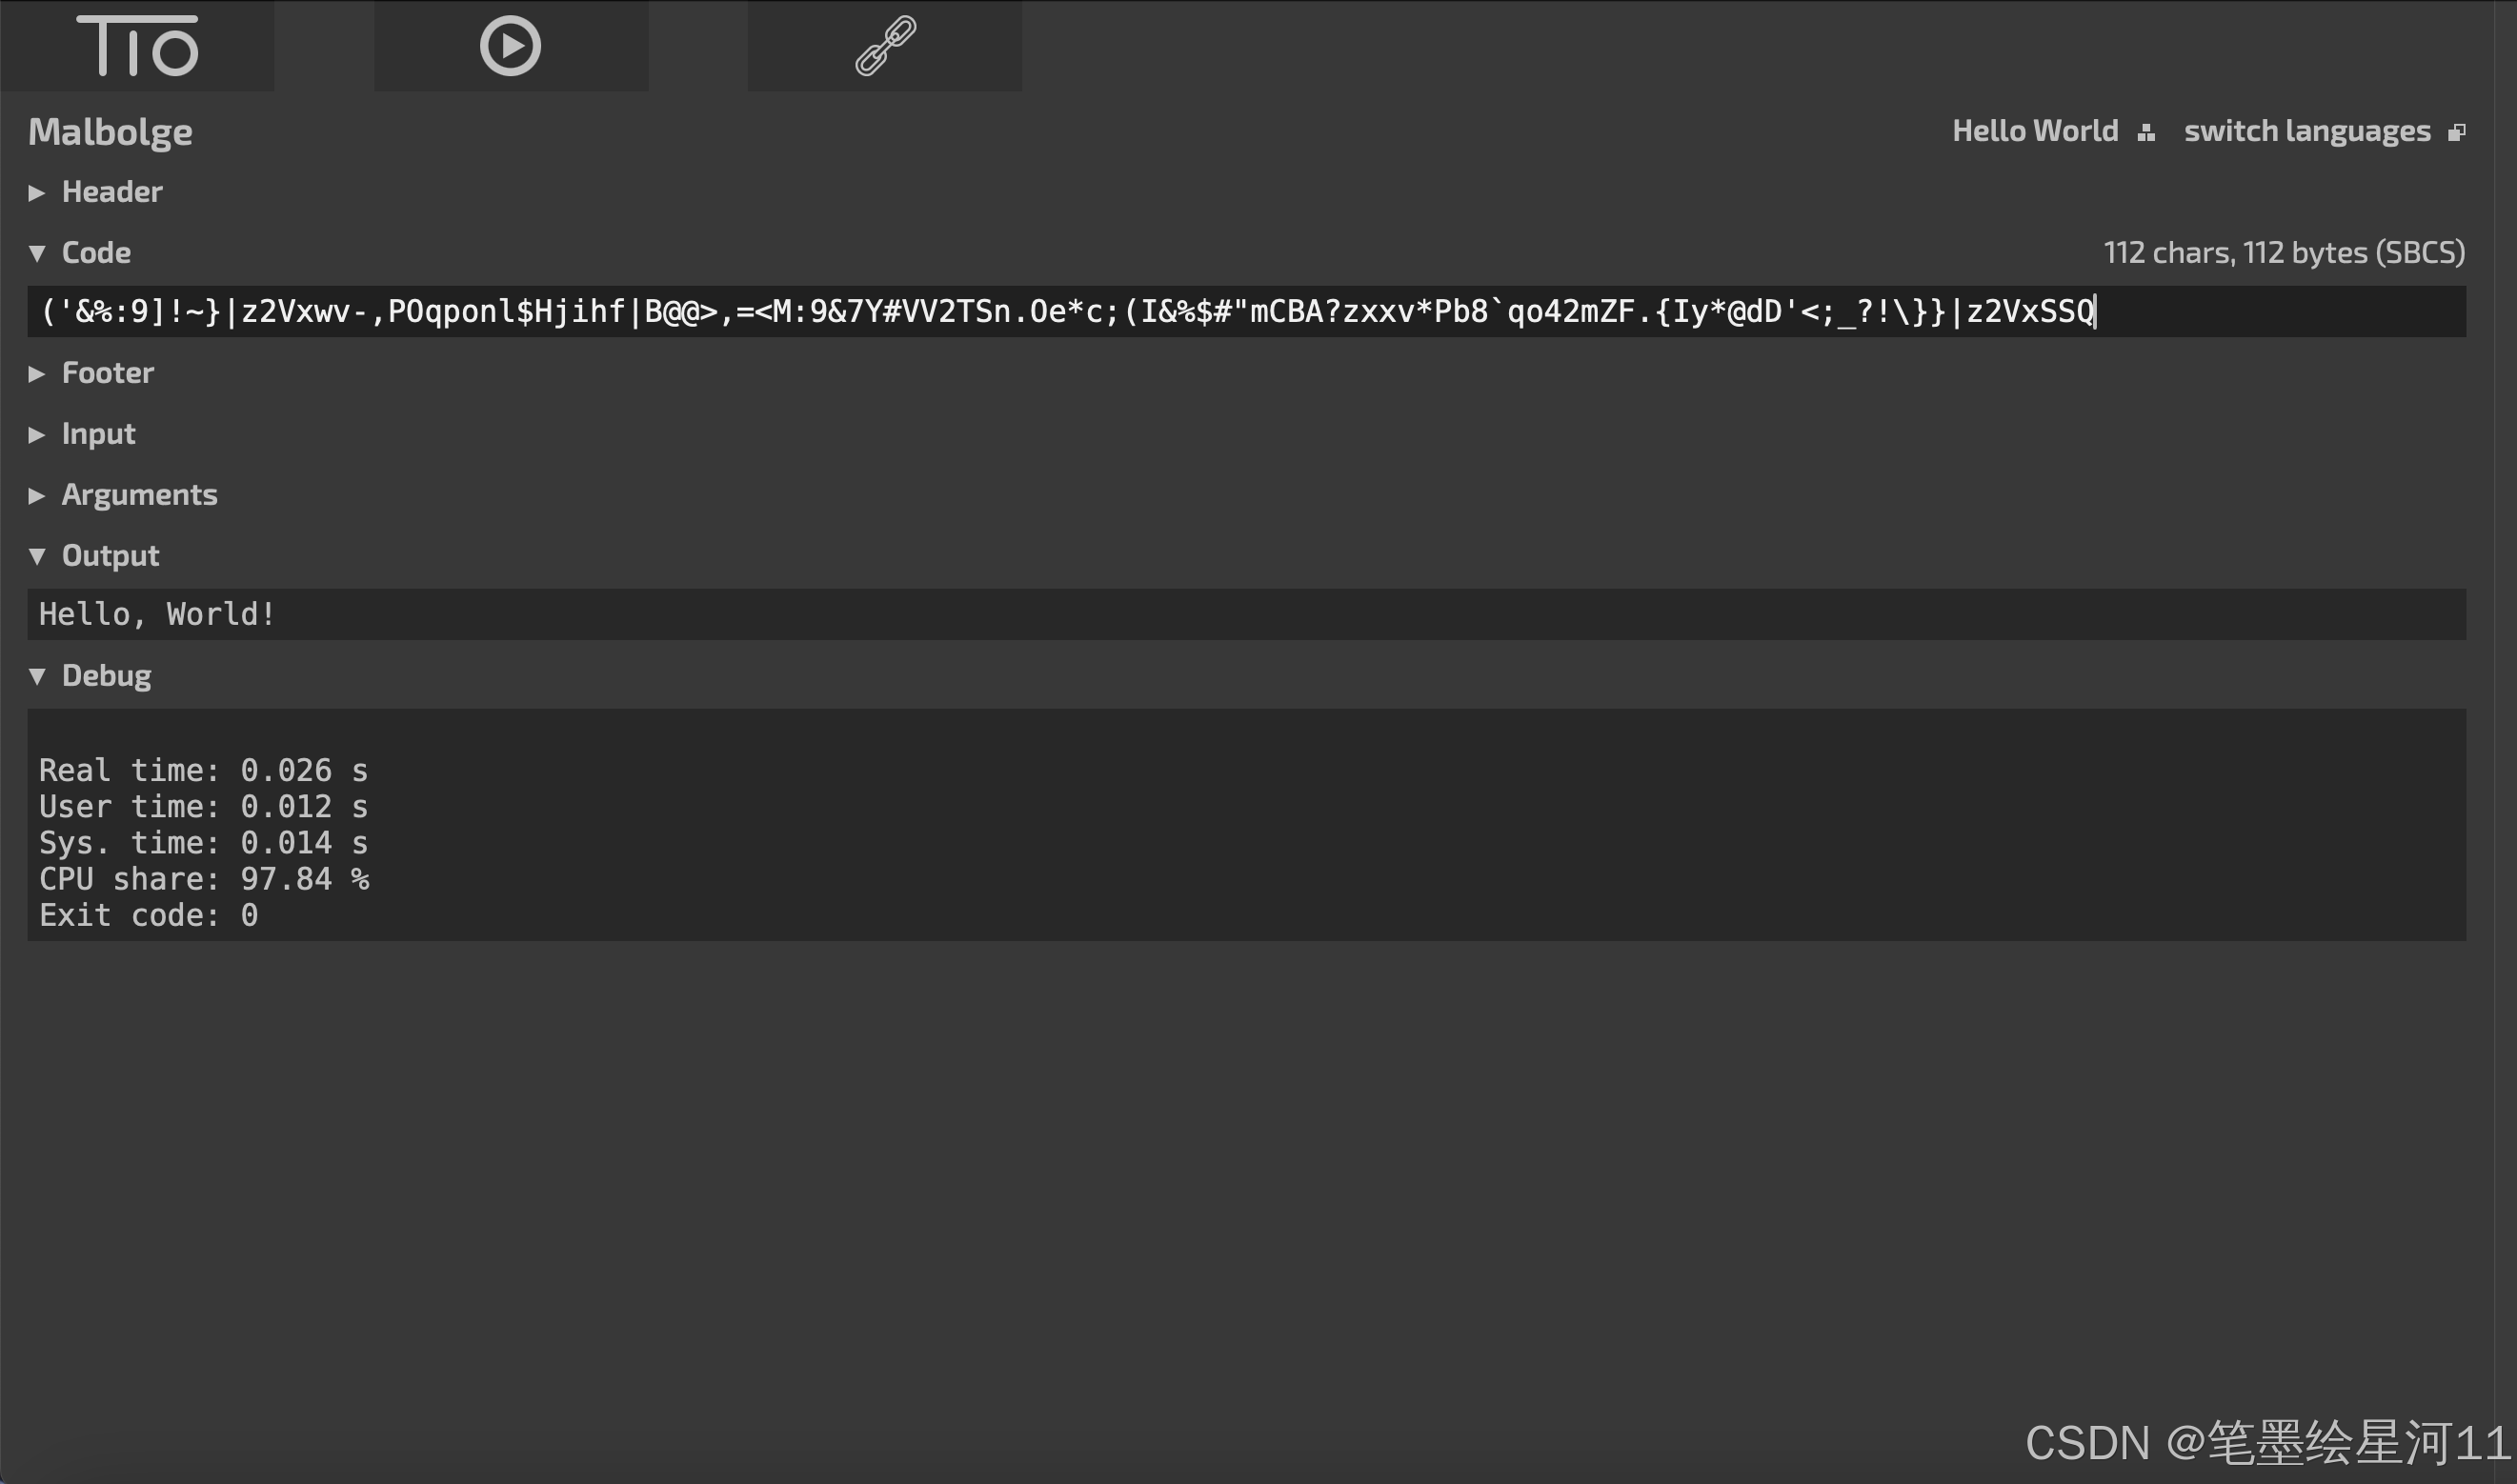 TIO
Malbolge
Hello World switch languages
Header
Code 112 chars, 112 bytes (SBCS)
('&%:9]!~}|z2Vxwv-,POqponl$Hjihf|B@@>,=<M:9&7Y#VV2TSn.Oe*c;(I&%$#"mCBA?zxxv*Pb8`qo42mZF.{Iy*@dD'<;_?!\}}|z2VxSSQ
Footer
Input
Arguments
Output
Hello, World!
Debug
Real time: 0.026 s
User time: 0.012 s
Sys. time: 0.014 s
CPU share: 97.84 %
Exit code: 0
CSDN @笔墨绘星河11